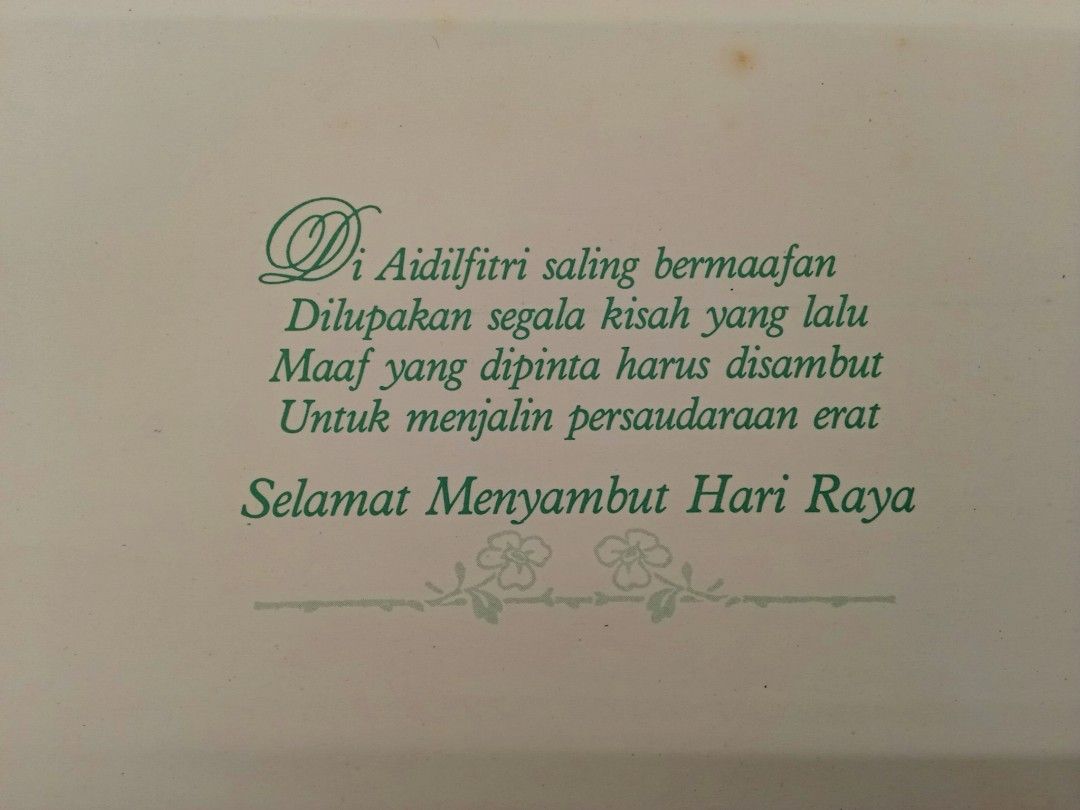 Di Aidilfitri saling bermaafan
Dilupakan segala kisah yang lalu
Maaf yang dipinta harus disambut
Untuk menjalin persaudaraan erat
Selamat Menyambut Hari Raya